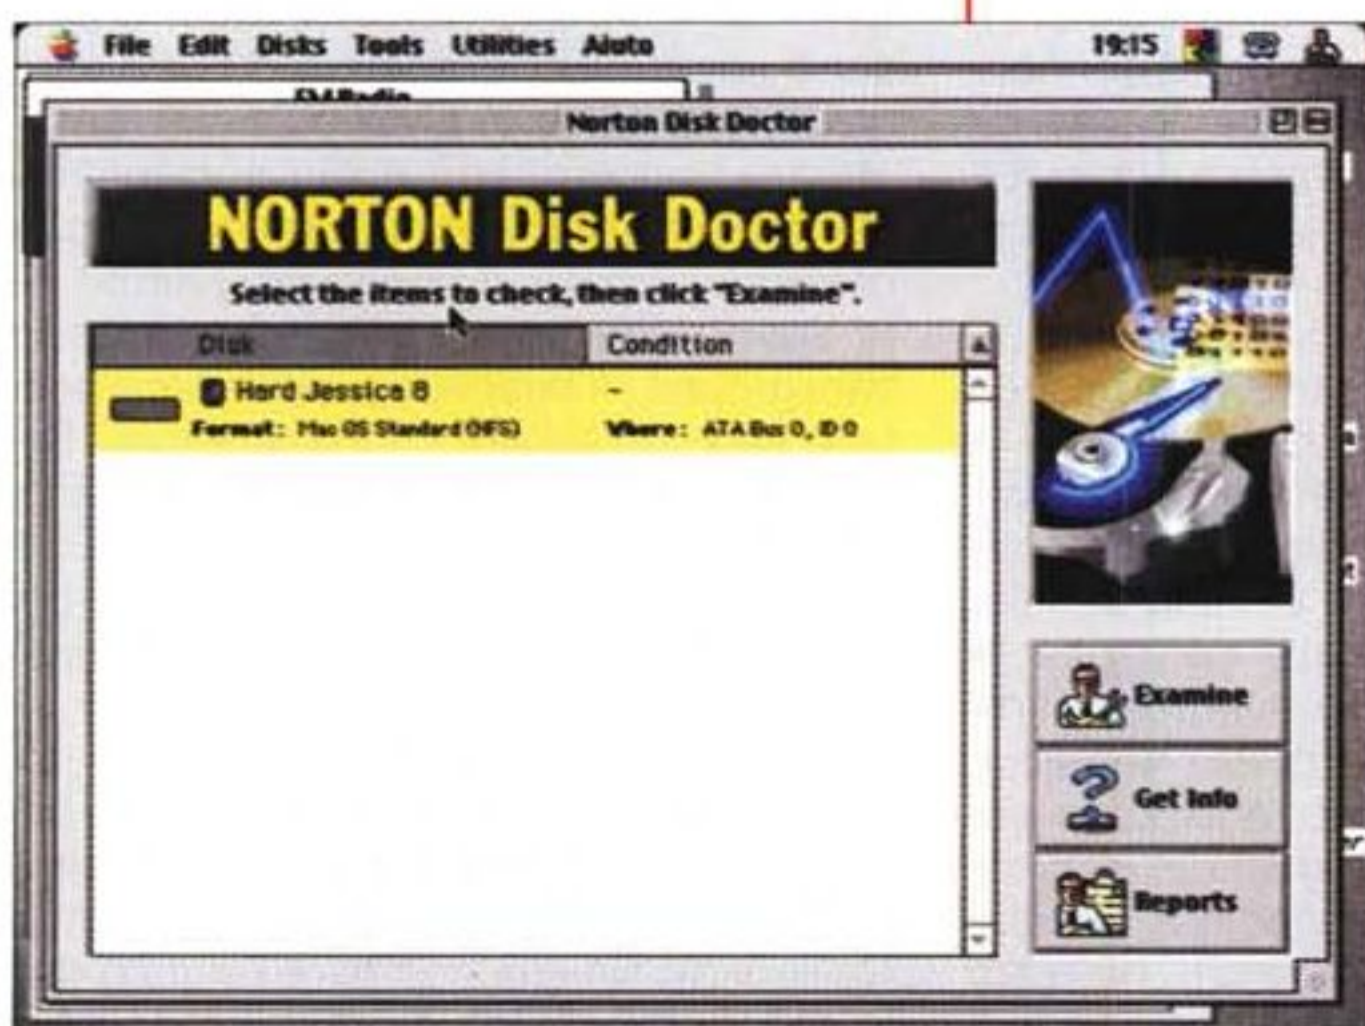 File Edit Disks Tools Utilities Aiuto 19:15
FM Radio
Norton Disk Doctor
NORTON Disk Doctor
Select the items to check, then click "Examine".
Disk Condition
Hard Jessica 8 -
Format: Mac OS Standard (HFS) Where: ATA Bus 0, ID 0
Examine
Get Info
Reports